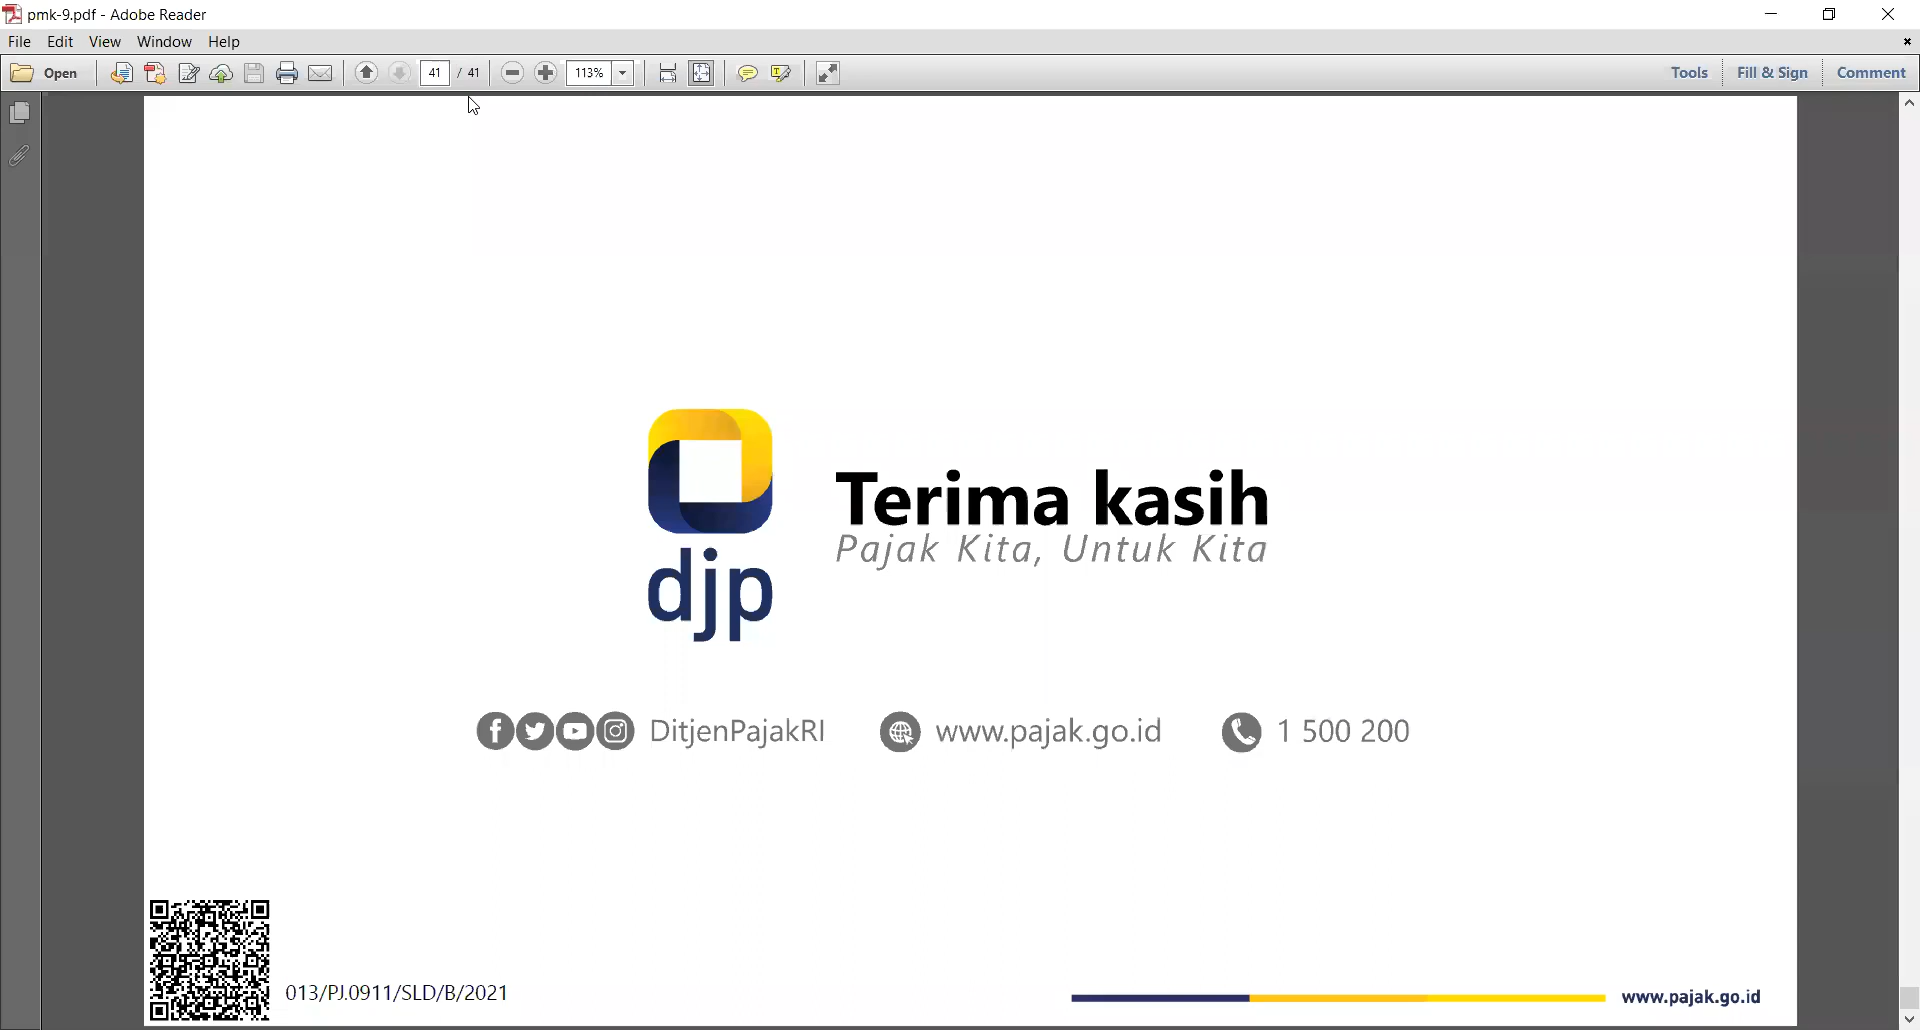 pmk-9.pdf - Adobe Reader
File Edit View Window Help
Open 41 / 41 113% Tools Fill & Sign Comment
djp
Terima kasih
Pajak Kita, Untuk Kita
DitjenPajakRI www.pajak.go.id 1 500 200
013/PJ.0911/SLD/B/2021
www.pajak.go.id